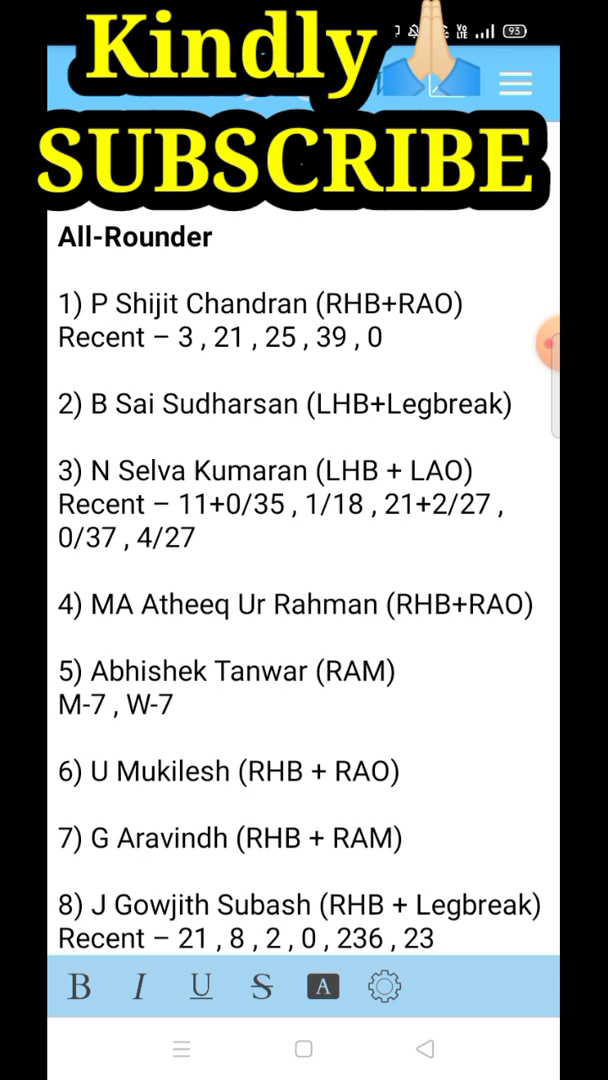 Kindly
VO
LTE
93
SUBSCRIBE
All-Rounder
1) P Shijit Chandran (RHB+RAO)
Recent – 3 , 21 , 25 , 39 , 0
2) B Sai Sudharsan (LHB+Legbreak)
3) N Selva Kumaran (LHB + LAO)
Recent – 11+0/35 , 1/18 , 21+2/27 ,
0/37 , 4/27
4) MA Atheeq Ur Rahman (RHB+RAO)
5) Abhishek Tanwar (RAM)
M-7 , W-7
6) U Mukilesh (RHB + RAO)
7) G Aravindh (RHB + RAM)
8) J Gowjith Subash (RHB + Legbreak)
Recent – 21 , 8 , 2 , 0 , 236 , 23
B I U S A